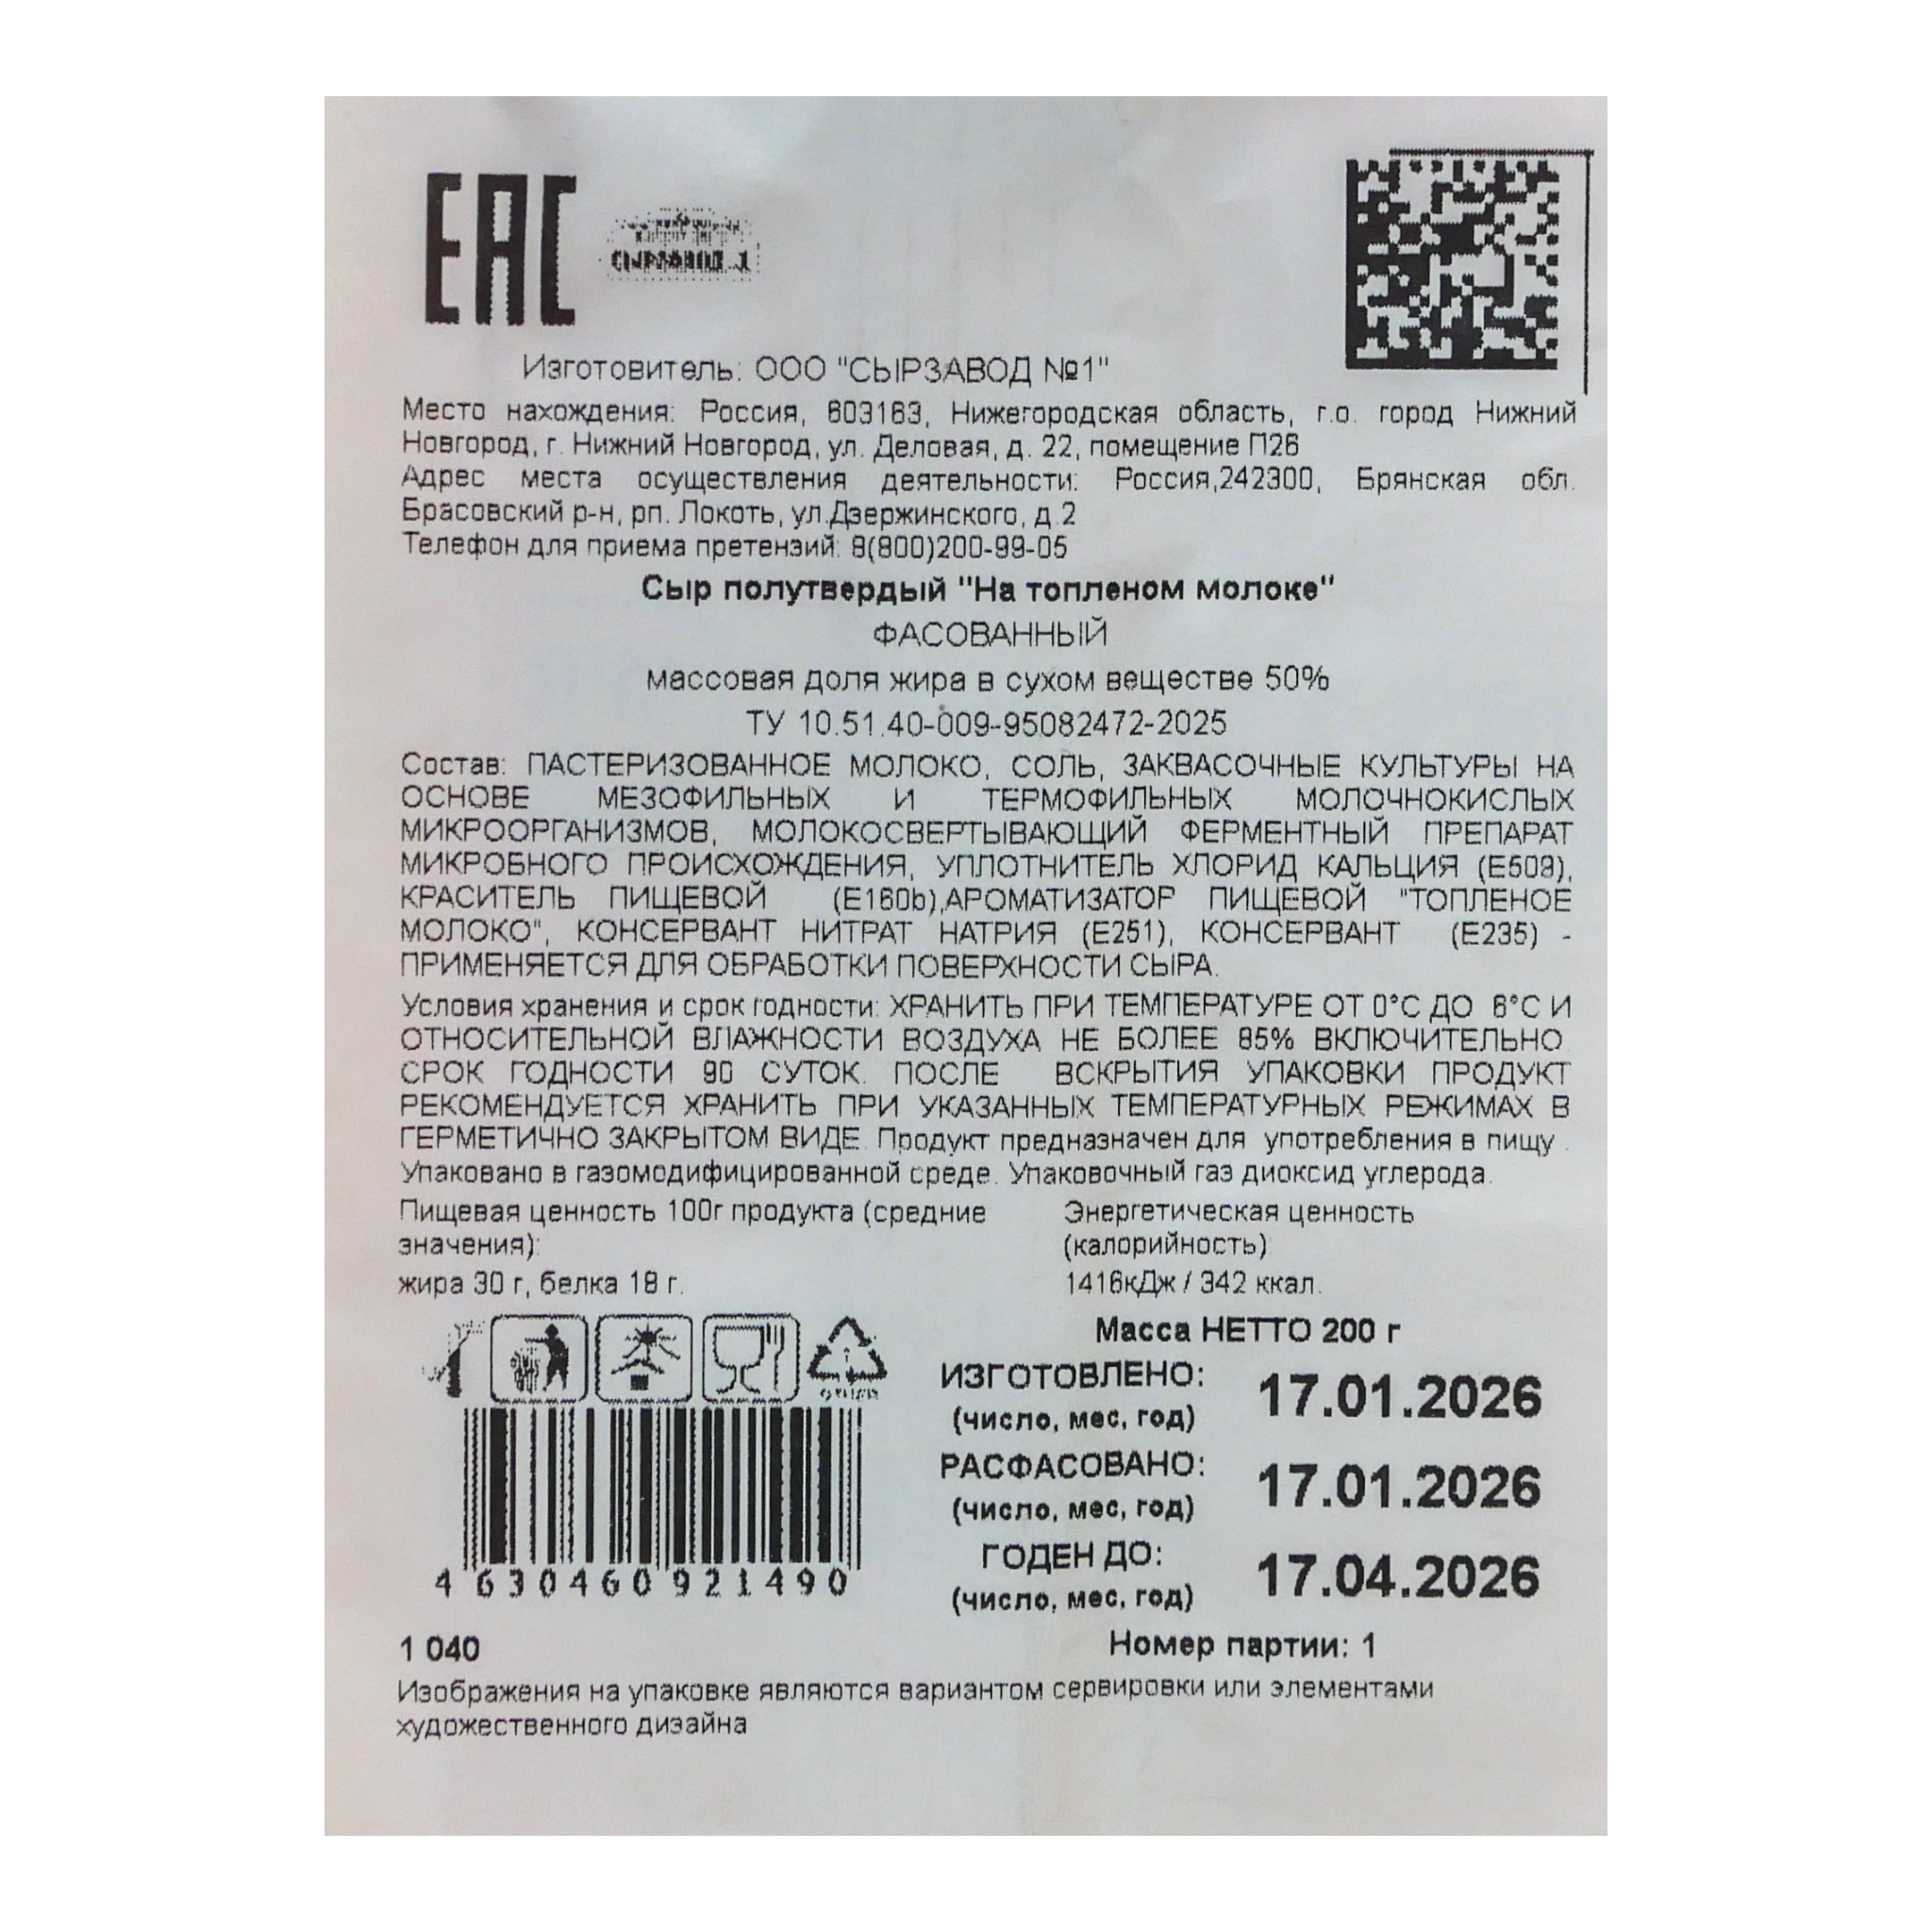 ЕАС
СЫРЗАВОД 1
Изготовитель: ООО "СЫРЗАВОД №1"
Место нахождения: Россия, 603163, Нижегородская область, г.о. город Нижний
Новгород, г. Нижний Новгород, ул. Деловая, д. 22, помещение П26
Адрес места осуществления деятельности: Россия,242300, Брянская обл.
Брасовский р-н, рп. Локоть, ул.Дзержинского, д.2
Телефон для приема претензий: 8(800)200-99-05
Сыр полутвердый "На топленом молоке"
ФАСОВАННЫЙ
массовая доля жира в сухом веществе 50%
ТУ 10.51.40-009-95082472-2025
Состав: ПАСТЕРИЗОВАННОЕ МОЛОКО, СОЛЬ, ЗАКВАСОЧНЫЕ КУЛЬТУРЫ НА
ОСНОВЕ МЕЗОФИЛЬНЫХ И ТЕРМОФИЛЬНЫХ МОЛОЧНОКИСЛЫХ
МИКРООРГАНИЗМОВ, МОЛОКОСВЕРТЫВАЮЩИЙ ФЕРМЕНТНЫЙ ПРЕПАРАТ
МИКРОБНОГО ПРОИСХОЖДЕНИЯ, УПЛОТНИТЕЛЬ ХЛОРИД КАЛЬЦИЯ (Е509),
КРАСИТЕЛЬ ПИЩЕВОЙ (Е160b),АРОМАТИЗАТОР ПИЩЕВОЙ "ТОПЛЕНОЕ
МОЛОКО", КОНСЕРВАНТ НИТРАТ НАТРИЯ (Е251), КОНСЕРВАНТ (Е235) -
ПРИМЕНЯЕТСЯ ДЛЯ ОБРАБОТКИ ПОВЕРХНОСТИ СЫРА.
Условия хранения и срок годности: ХРАНИТЬ ПРИ ТЕМПЕРАТУРЕ ОТ 0°С ДО 6°С И
ОТНОСИТЕЛЬНОЙ ВЛАЖНОСТИ ВОЗДУХА НЕ БОЛЕЕ 85% ВКЛЮЧИТЕЛЬНО.
СРОК ГОДНОСТИ 90 СУТОК. ПОСЛЕ ВСКРЫТИЯ УПАКОВКИ ПРОДУКТ
РЕКОМЕНДУЕТСЯ ХРАНИТЬ ПРИ УКАЗАННЫХ ТЕМПЕРАТУРНЫХ РЕЖИМАХ В
ГЕРМЕТИЧНО ЗАКРЫТОМ ВИДЕ. Продукт предназначен для употребления в пищу .
Упаковано в газомодифицированной среде. Упаковочный газ диоксид углерода.
Пищевая ценность 100г продукта (средние
значения):
жира 30 г, белка 18 г.
Энергетическая ценность
(калорийность)
1416кДж / 342 ккал.
Масса НЕТТО 200 г
ИЗГОТОВЛЕНО: 17.01.2026
(число, мес, год)
РАСФАСОВАНО: 17.01.2026
(число, мес, год)
ГОДЕН ДО: 17.04.2026
(число, мес, год)
4 630460 921490
1 040
Номер партии: 1
Изображения на упаковке являются вариантом сервировки или элементами
художественного дизайна